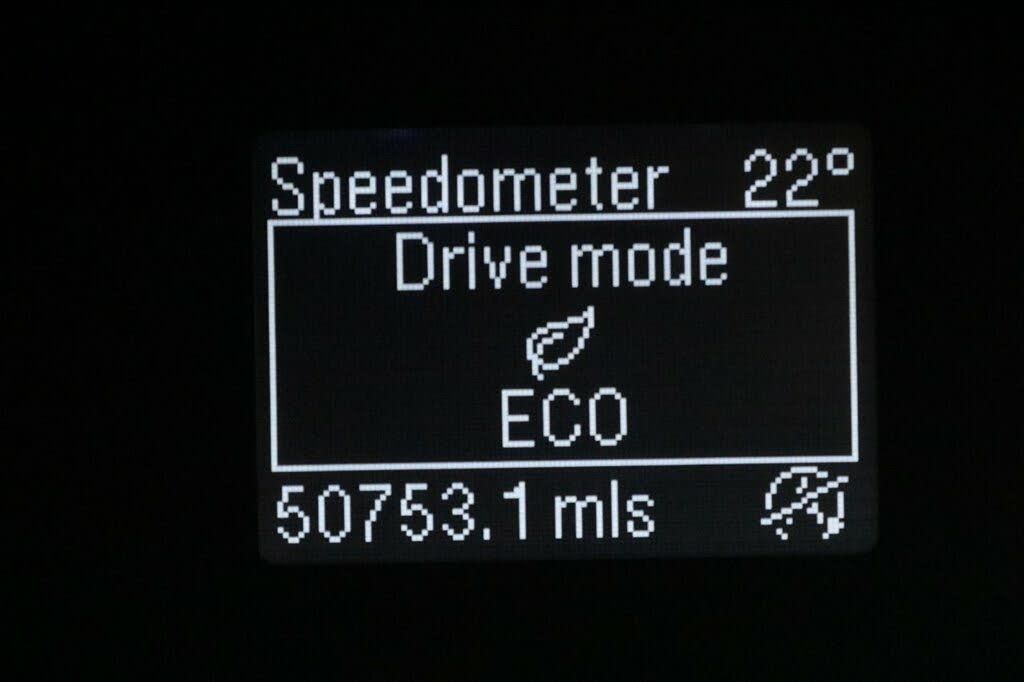 Speedometer 22°
Drive mode
ECO
50753.1 mls